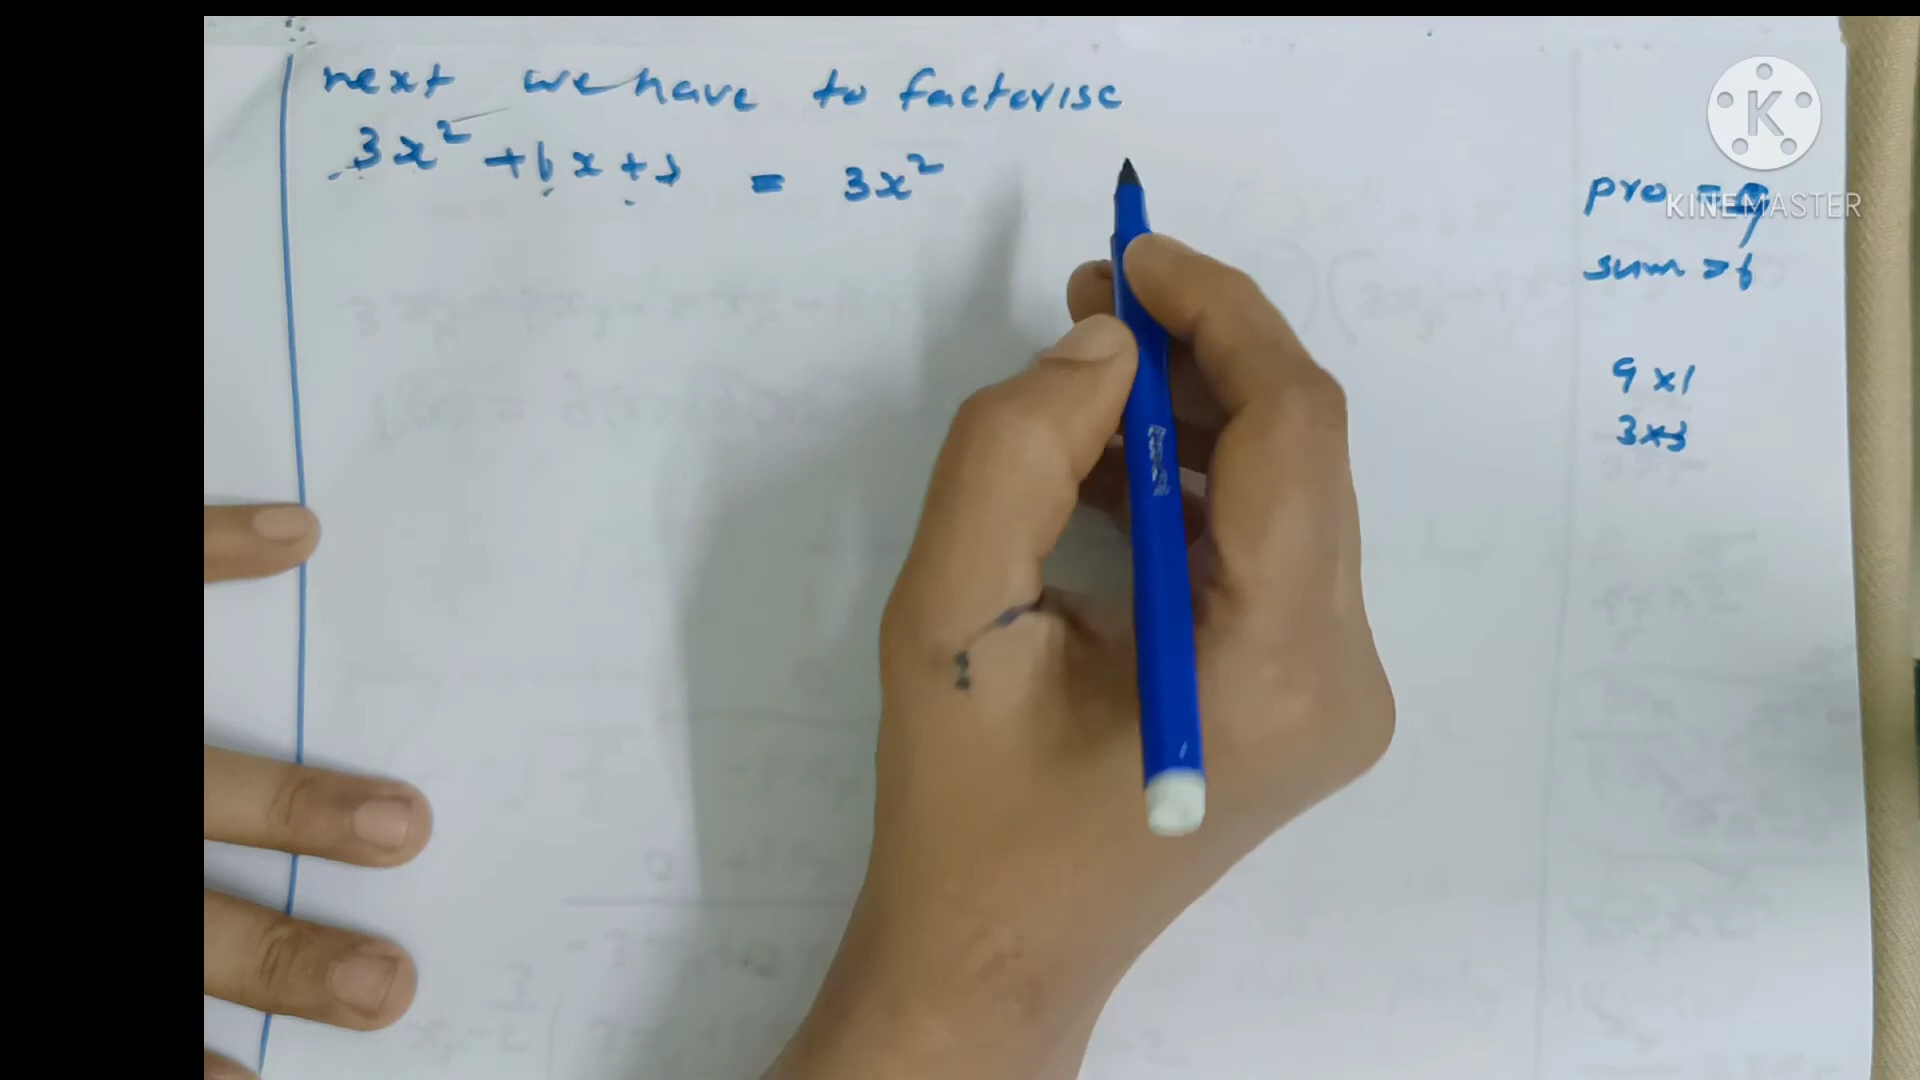 next we have to factorise
3x² + 6x + 3 = 3x²
pro = 9
sum = 6
9 x 1
3 x 3
K
KINEMASTER